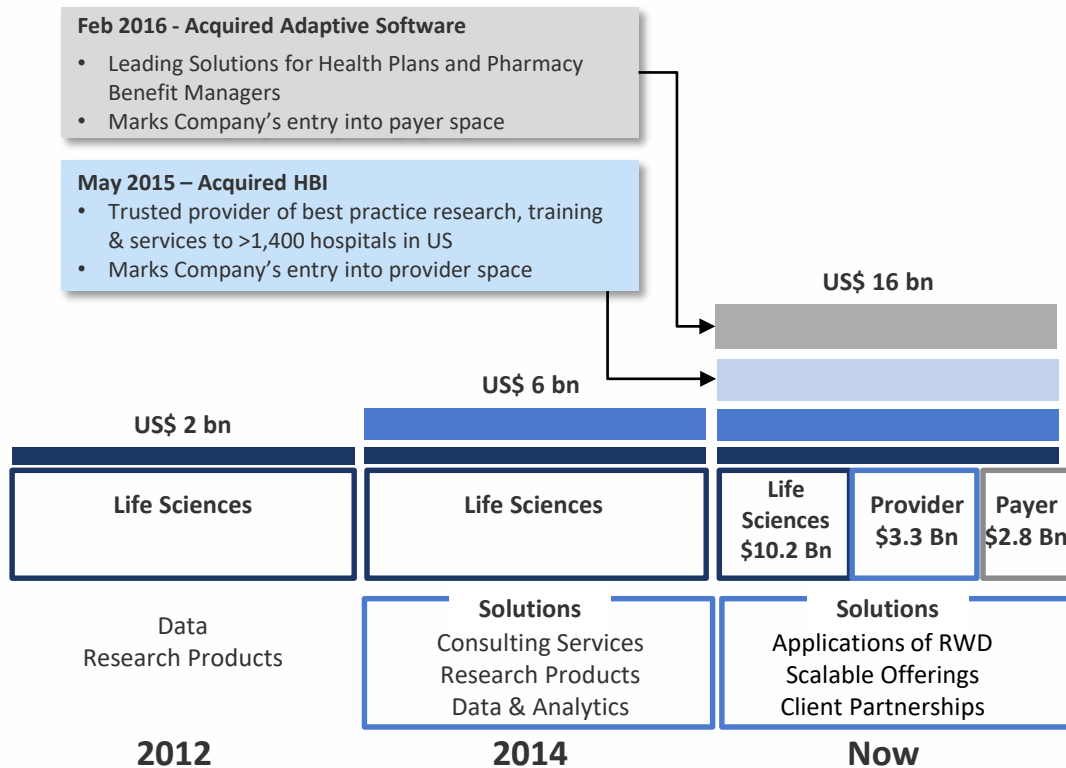 Feb 2016 - Acquired Adaptive Software
• Leading Solutions for Health Plans and Pharmacy
Benefit Managers
• Marks Company's entry into payer space
May 2015 – Acquired HBI
• Trusted provider of best practice research, training
& services to >1,400 hospitals in US
• Marks Company's entry into provider space
US$ 16 bn
US$ 6 bn
US$ 2 bn
Life Sciences
Life Sciences
Life
Sciences
$10.2 Bn
Provider
$3.3 Bn
Payer
$2.8 Bn
Data
Research Products
Solutions
Consulting Services
Research Products
Data & Analytics
Solutions
Applications of RWD
Scalable Offerings
Client Partnerships
2012
2014
Now